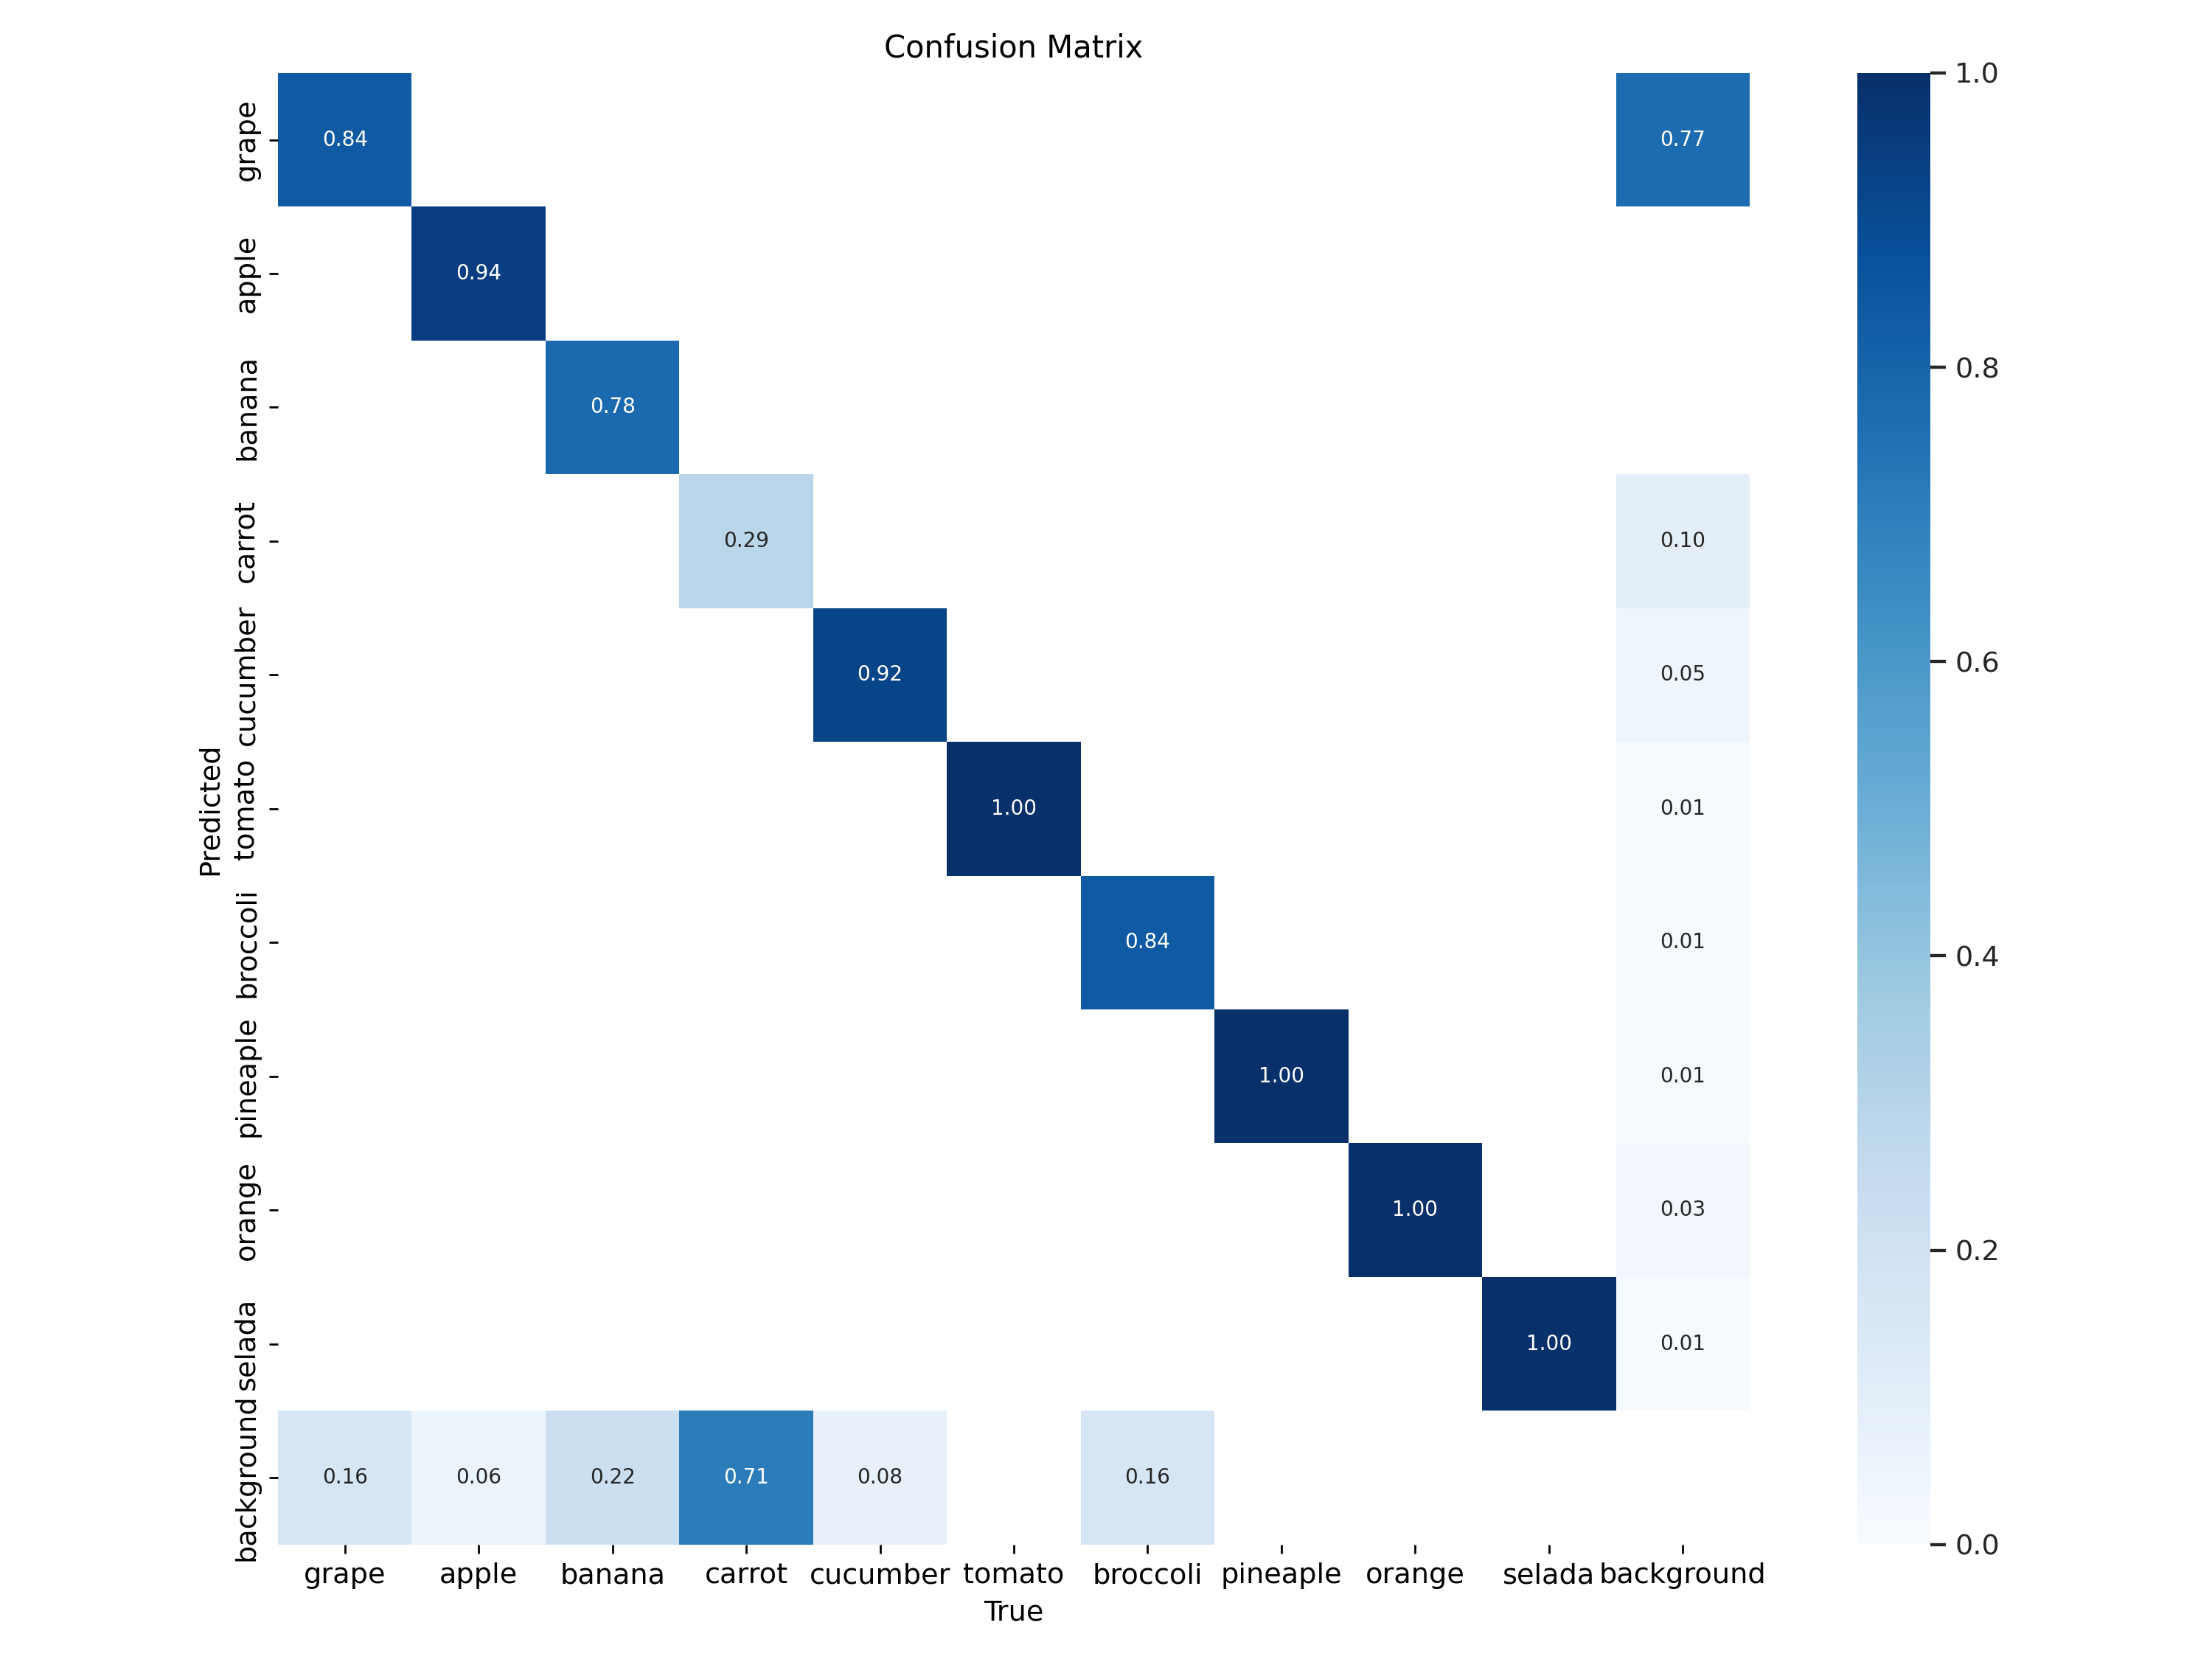 Confusion Matrix
grape
0.84
0.77
apple
0.94
banana
0.78
carrot
0.29
0.10
cucumber
0.92
0.05
tomato
1.00
0.01
broccoli
0.84
0.01
pineaple
1.00
0.01
orange
1.00
0.03
selada
1.00
0.01
background
0.16
0.06
0.22
0.71
0.08
0.16
Predicted
grape apple banana carrot cucumber tomato broccoli pineaple orange selada background
True
1.0
0.8
0.6
0.4
0.2
0.0